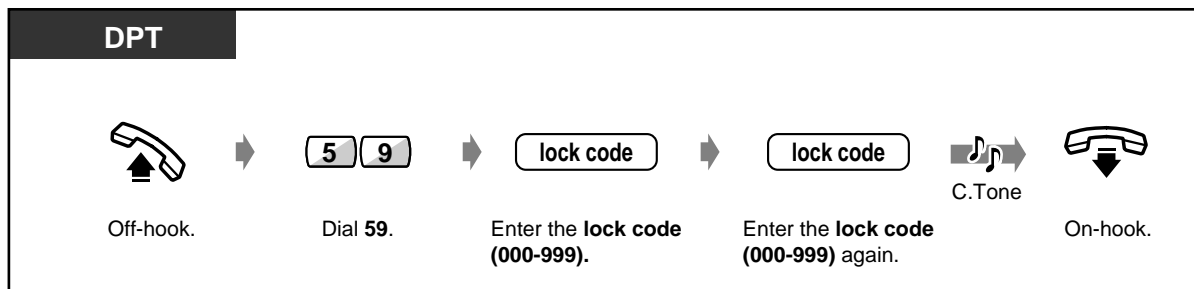 DPT
5 9
lock code
lock code
C.Tone
Off-hook.
Dial 59.
Enter the lock code
(000-999).
Enter the lock code
(000-999) again.
On-hook.